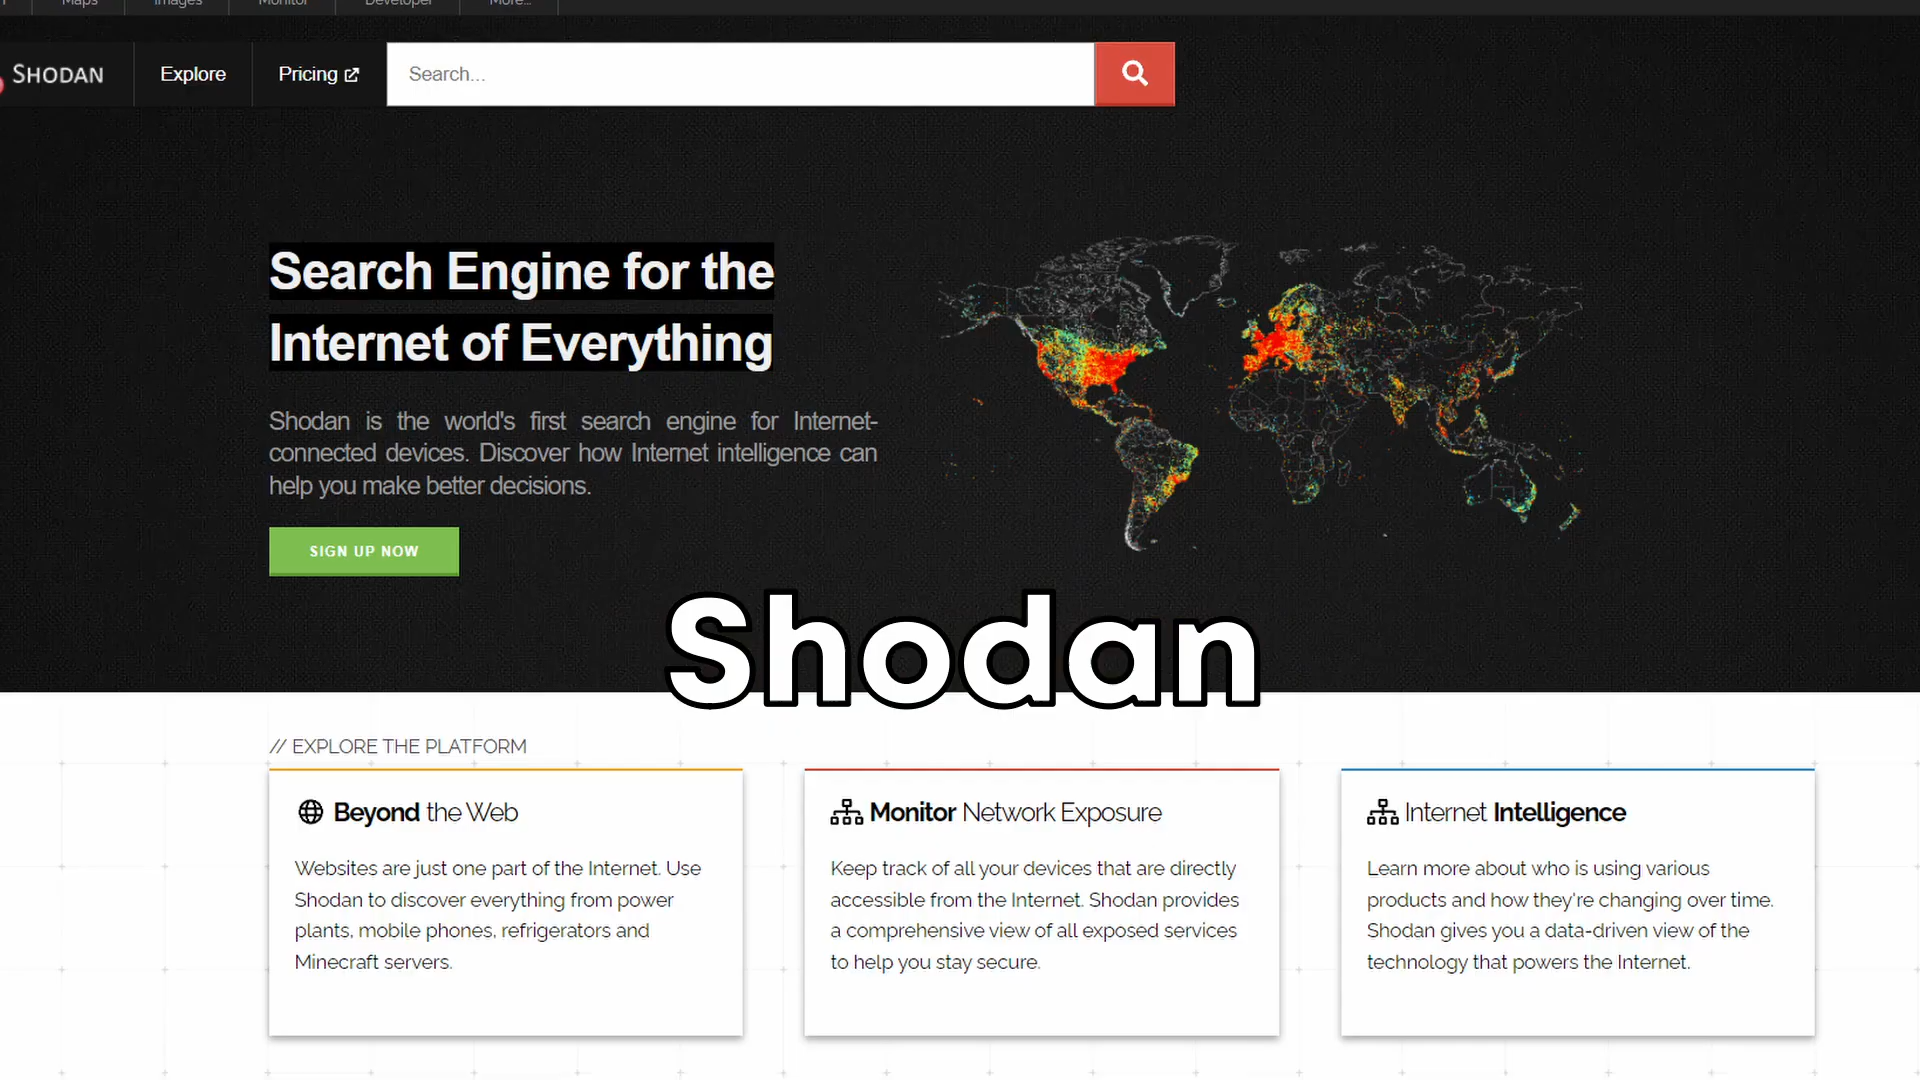 Maps Images Monitor Developer More...
SHODAN Explore Pricing Search...
Search Engine for the
Internet of Everything
Shodan is the world's first search engine for Internet-
connected devices. Discover how Internet intelligence can
help you make better decisions.
SIGN UP NOW
Shodan
// EXPLORE THE PLATFORM
Beyond the Web
Websites are just one part of the Internet. Use
Shodan to discover everything from power
plants, mobile phones, refrigerators and
Minecraft servers.
Monitor Network Exposure
Keep track of all your devices that are directly
accessible from the Internet. Shodan provides
a comprehensive view of all exposed services
to help you stay secure.
Internet Intelligence
Learn more about who is using various
products and how they're changing over time.
Shodan gives you a data-driven view of the
technology that powers the Internet.